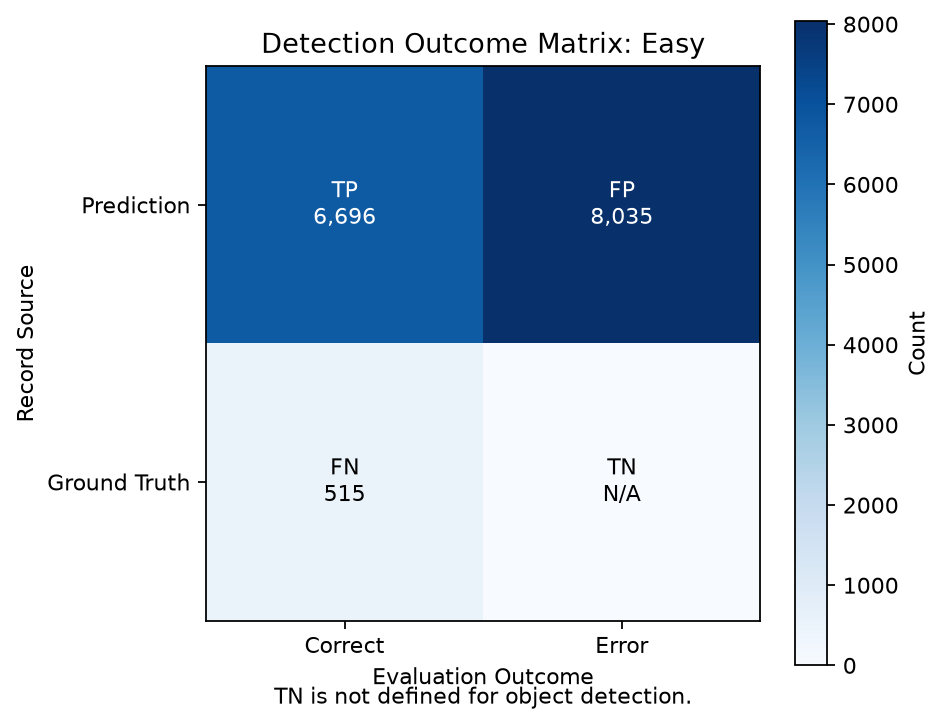 Detection Outcome Matrix: Easy
8000
7000
6000
5000
4000
3000
2000
1000
0
Count
Record Source
Prediction
Ground Truth
TP
6,696
FP
8,035
FN
515
TN
N/A
Correct
Error
Evaluation Outcome
TN is not defined for object detection.